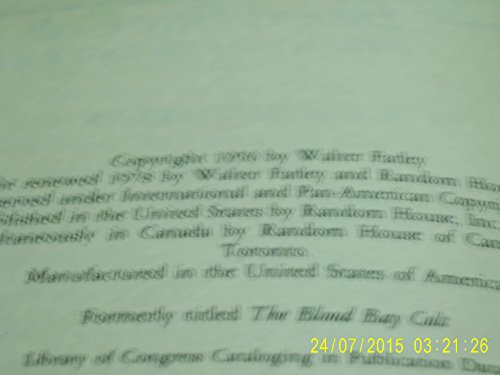 Copyright 1950 by Walter Farley
renewed 1978 by Walter Farley and Random
under International and Pan-American
in the United States by Random House, Inc.
in Canada by Random House of
Toronto.
Manufactured in the United States of America
Formerly titled The Blood Bay Colt
Library of Congress Cataloging in Publication
24/07/2015 03:21:26